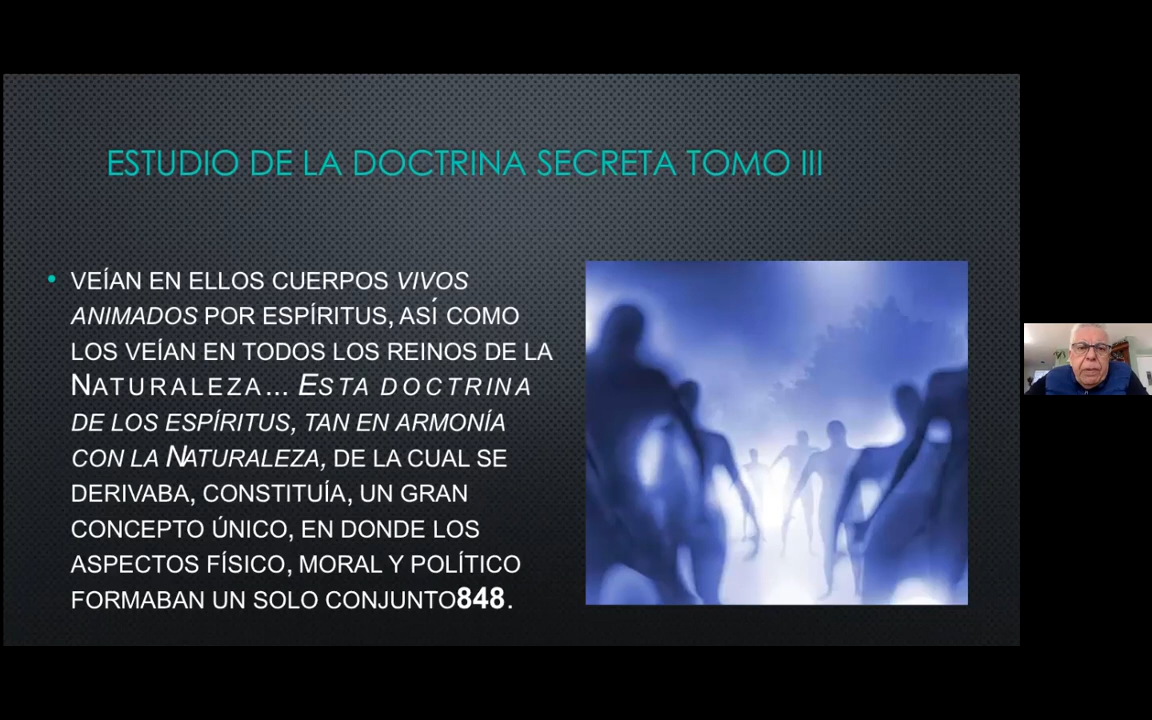 ESTUDIO DE LA DOCTRINA SECRETA TOMO III
• VEÍAN EN ELLOS CUERPOS VIVOS
ANIMADOS POR ESPÍRITUS, ASÍ COMO
LOS VEÍAN EN TODOS LOS REINOS DE LA
NATURALEZA... ESTA DOCTRINA
DE LOS ESPÍRITUS, TAN EN ARMONÍA
CON LA NATURALEZA, DE LA CUAL SE
DERIVABA, CONSTITUÍA, UN GRAN
CONCEPTO ÚNICO, EN DONDE LOS
ASPECTOS FÍSICO, MORAL Y POLÍTICO
FORMABAN UN SOLO CONJUNTO848.